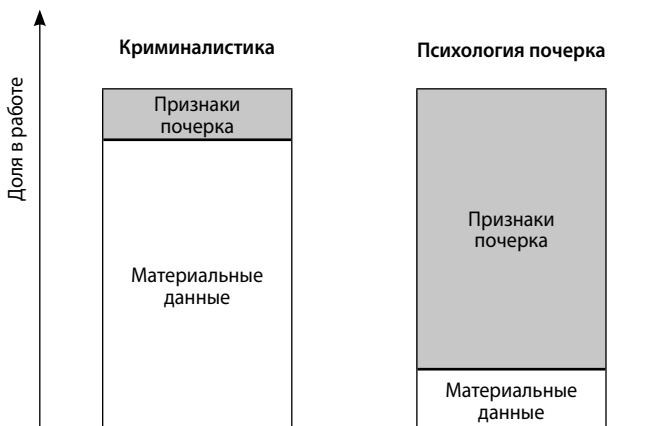 Криминалистика
Психология почерка
Доля в работе
Признаки
почерка
Материальные
данные
Признаки
почерка
Материальные
данные